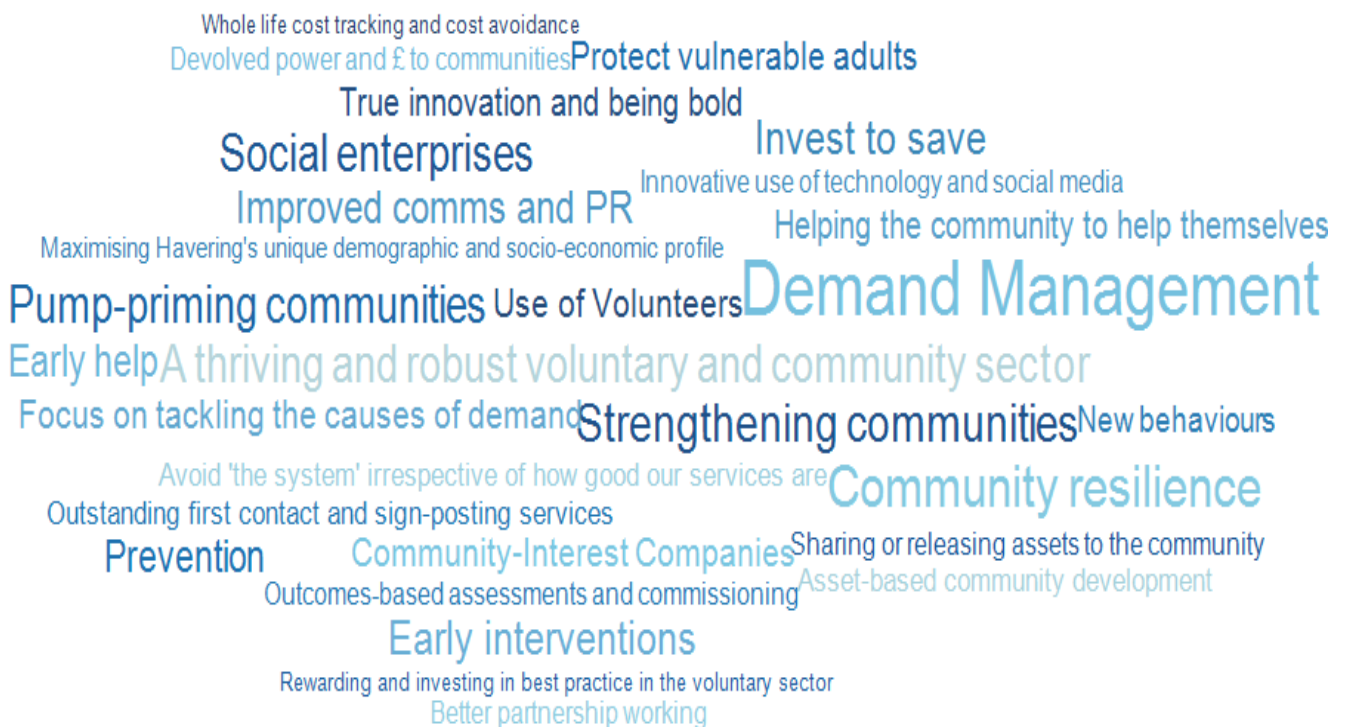 Whole life cost tracking and cost avoidance
Devolved power and £ to communities Protect vulnerable adults
True innovation and being bold
Social enterprises Invest to save
Innovative use of technology and social media
Improved comms and PR Helping the community to help themselves
Maximising Havering's unique demographic and socio-economic profile
Pump-priming communities Use of Volunteers Demand Management
Early help A thriving and robust voluntary and community sector
Focus on tackling the causes of demand Strengthening communities New behaviours
Avoid 'the system' irrespective of how good our services are Community resilience
Outstanding first contact and sign-posting services
Prevention Community-Interest Companies Sharing or releasing assets to the community
Outcomes-based assessments and commissioning Asset-based community development
Early interventions
Rewarding and investing in best practice in the voluntary sector
Better partnership working